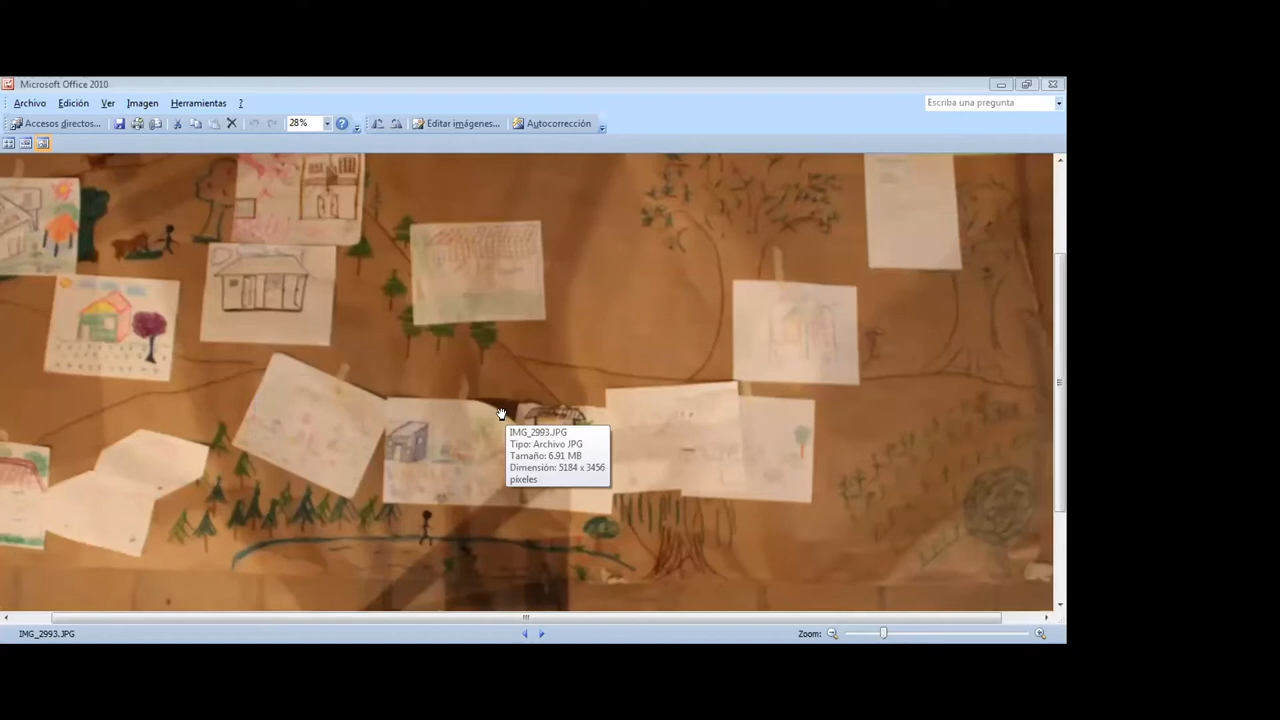 Microsoft Office 2010
Archivo Edición Ver Imagen Herramientas ? Escriba una pregunta
Accesos directos... 28% Editar imágenes... Autocorrección
IMG_2993.JPG
Tipo: Archivo JPG
Tamaño: 6.91 MB
Dimensión: 5184 x 3456
píxeles
IMG_2993.JPG Zoom: